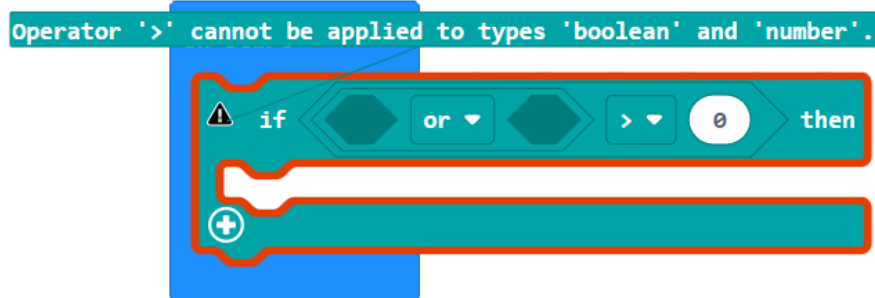 Operator '>' cannot be applied to types 'boolean' and 'number'.
if or > 0 then